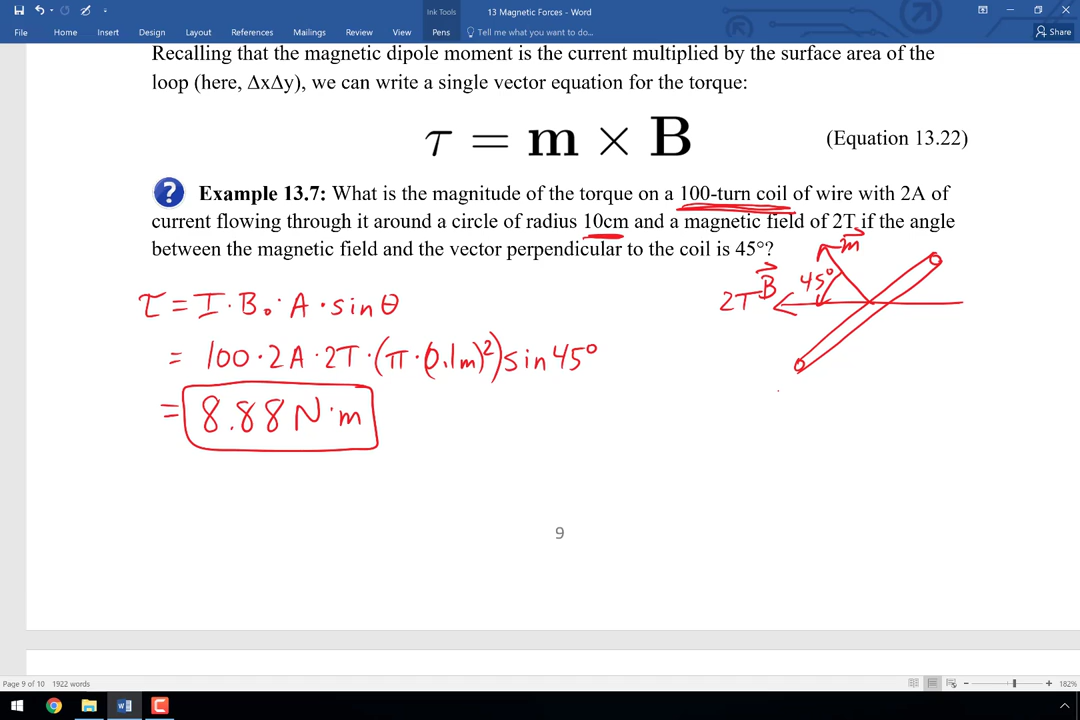 Ink Tools
13 Magnetic Forces - Word
File Home Insert Design Layout References Mailings Review View Pens Tell me what you want to do... Share
Recalling that the magnetic dipole moment is the current multiplied by the surface area of the
loop (here, ΔxΔy), we can write a single vector equation for the torque:
τ = m × B (Equation 13.22)
? Example 13.7: What is the magnitude of the torque on a 100-turn coil of wire with 2A of
current flowing through it around a circle of radius 10cm and a magnetic field of 2T if the angle
between the magnetic field and the vector perpendicular to the coil is 45°?
m⃗
45°
2T B⃗
τ = I · B₀ · A · sin θ
= 100 · 2A · 2T · (π · (0.1m)²) sin 45°
= 8.88 N·m
9
Page 9 of 10 1922 words 182%